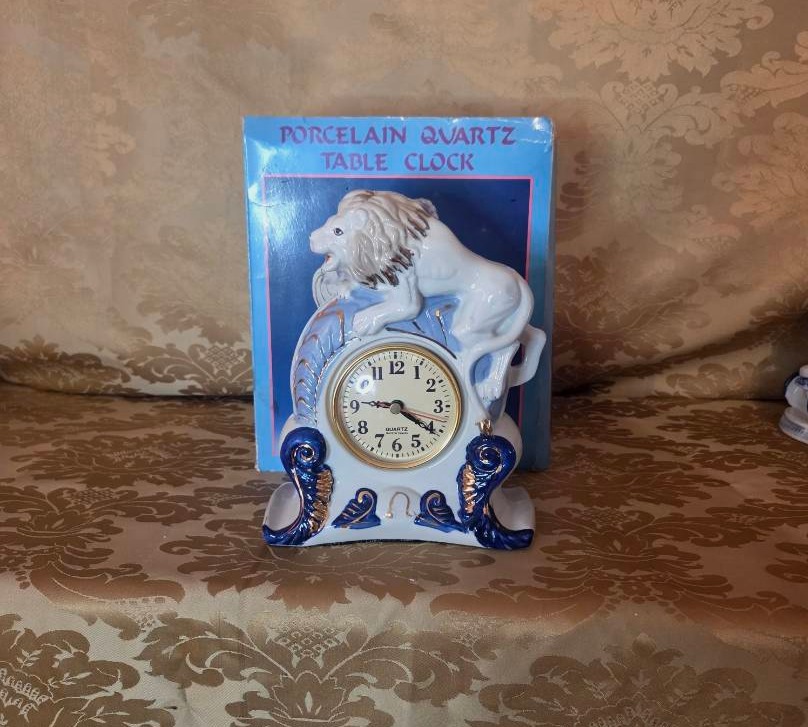 PORCELAIN QUARTZ
TABLE CLOCK
12
11 1
10 2
9 3
8 4
7 5
6
QUARTZ